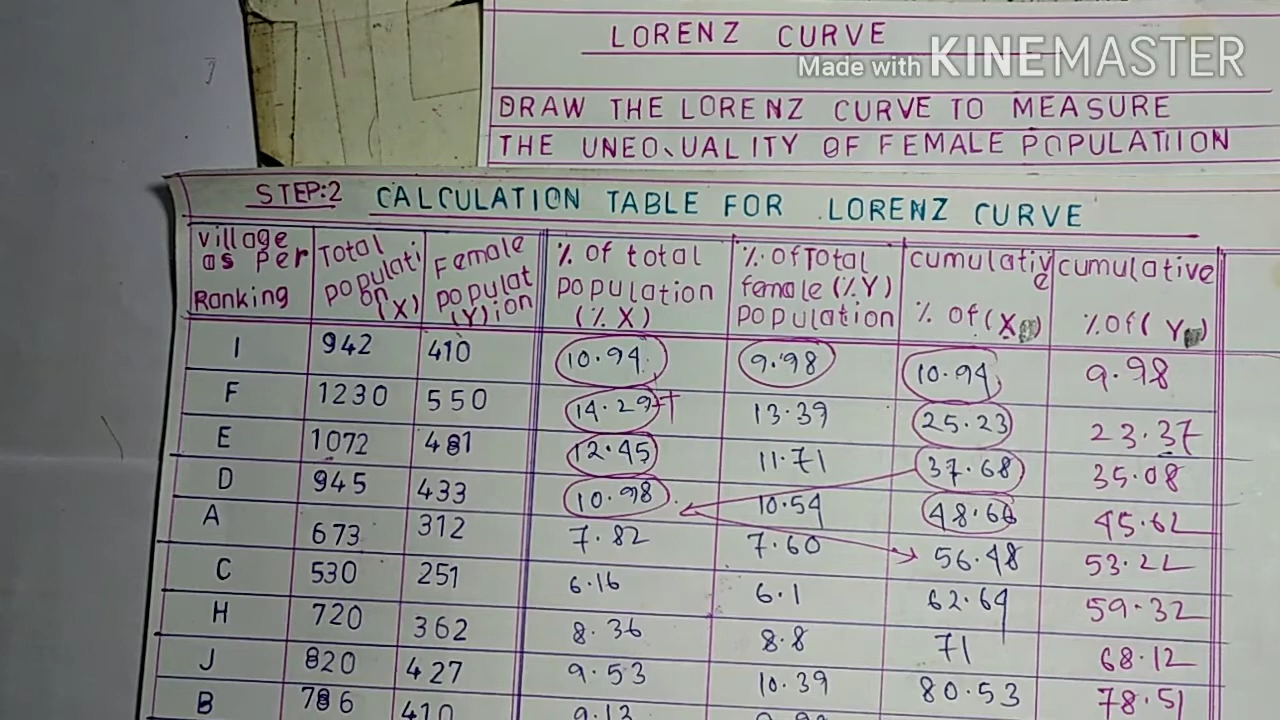 LORENZ CURVE
Made with KINEMASTER
DRAW THE LORENZ CURVE TO MEASURE
THE UNEQUALITY OF FEMALE POPULATIION
STEP:2 CALCULATION TABLE FOR LORENZ CURVE
village as per Ranking Total population (X) Female population (Y) % of total population (% X) % of Total female (% Y) population cumulative % of (X) cumulative % of (Y)
I 942 410 10.94 9.98 10.94 9.98
F 1230 550 14.29 13.39 25.23 23.37
E 1072 481 12.45 11.71 37.68 35.08
D 945 433 10.98 10.54 48.66 45.62
A 673 312 7.82 7.60 56.48 53.22
C 530 251 6.16 6.1 62.64 59.32
H 720 362 8.36 8.8 71 68.12
J 820 427 9.53 10.39 80.53 78.51
B 786 410 9.13